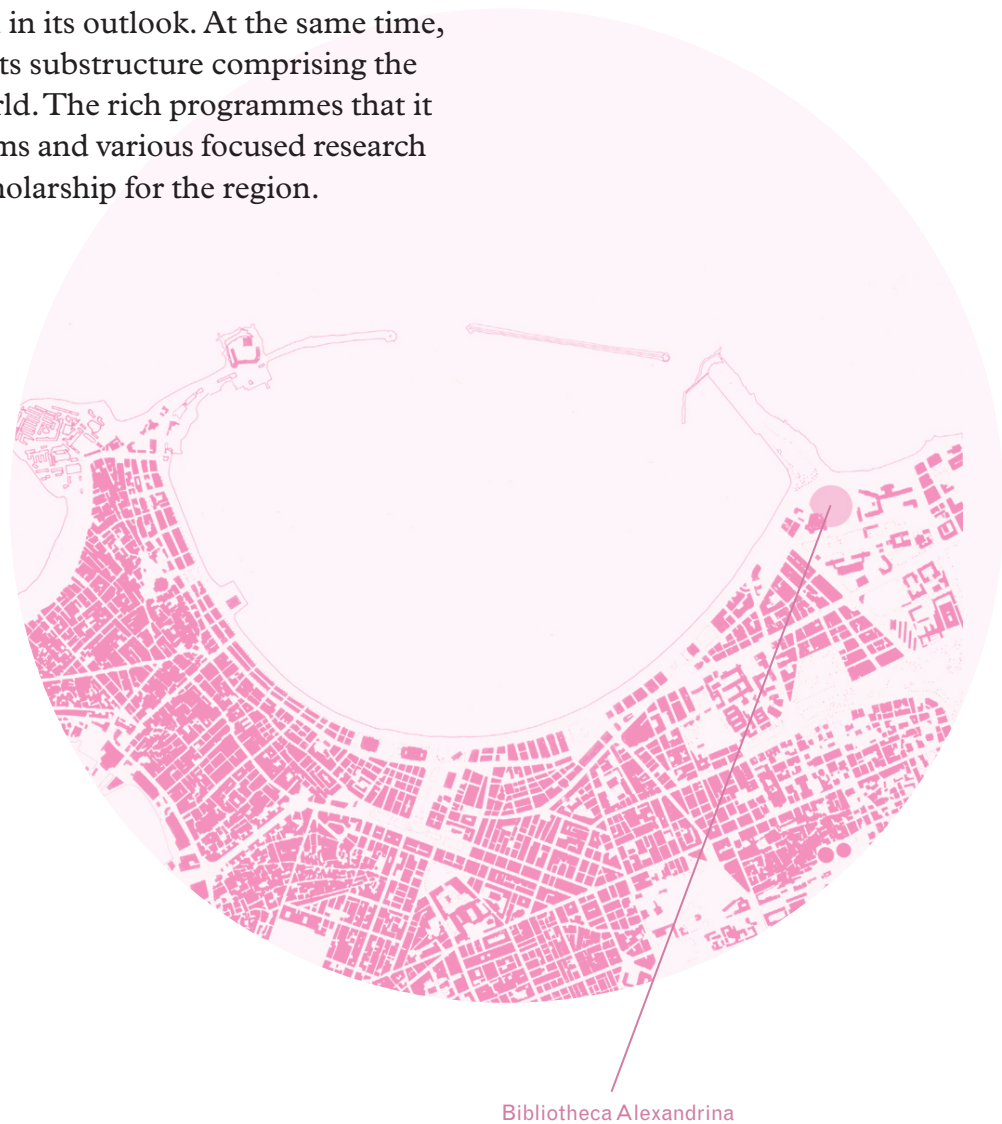 in its outlook. At the same time,
ts substructure comprising the
rld. The rich programmes that it
ms and various focused research
holarship for the region.
Bibliotheca Alexandrina